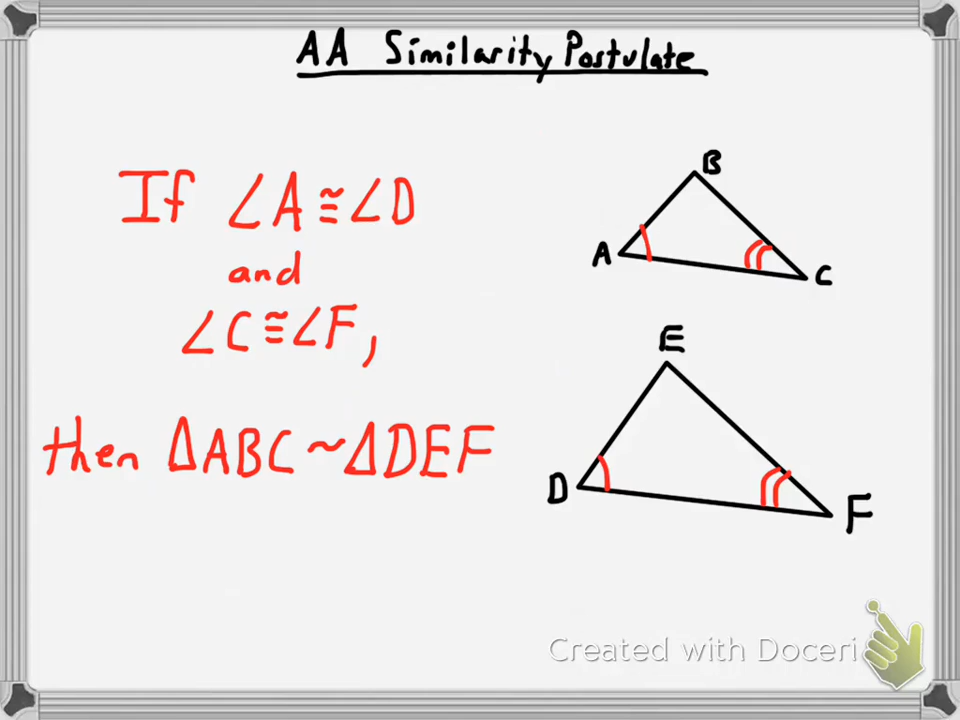 AA Similarity Postulate
If ∠A ≅ ∠D
and
∠C ≅ ∠F,
then ΔABC ~ ΔDEF
B
A
C
E
D
F
Created with Doceri